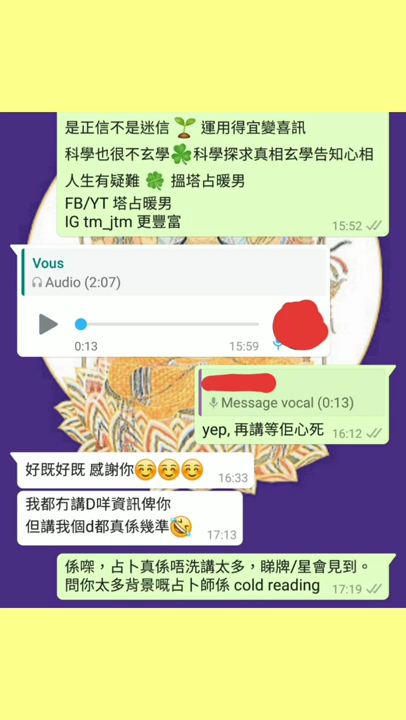 是正信不是迷信🌱 運用得宜變喜訊
科學也很不玄學🍀科學探求真相玄學告知心相
人生有疑難 🍀 搵塔占暖男
FB/YT 塔占暖男
IG tm_jtm 更豐富
15:52
Vous
Audio (2:07)
0:13
15:59
Message vocal (0:13)
yep, 再講等佢心死
16:12
好既好既 感謝你☺️☺️☺️
16:33
我都冇講D咩資訊俾你
但講我個d都真係幾準🤣
17:13
係㗎，占卜真係唔洗講太多，睇牌/星會見到。
問你太多背景嘅占卜師係 cold reading
17:19